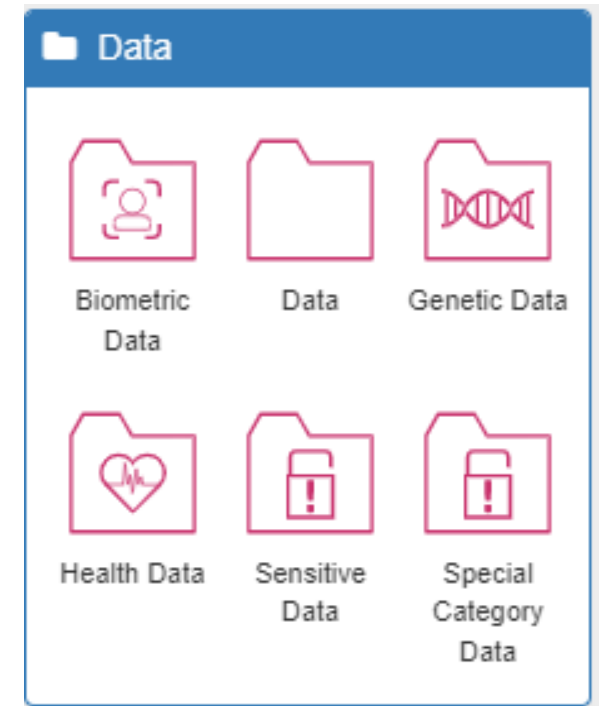 Data
Biometric
Data
Data
Genetic Data
Health Data
Sensitive
Data
Special
Category
Data